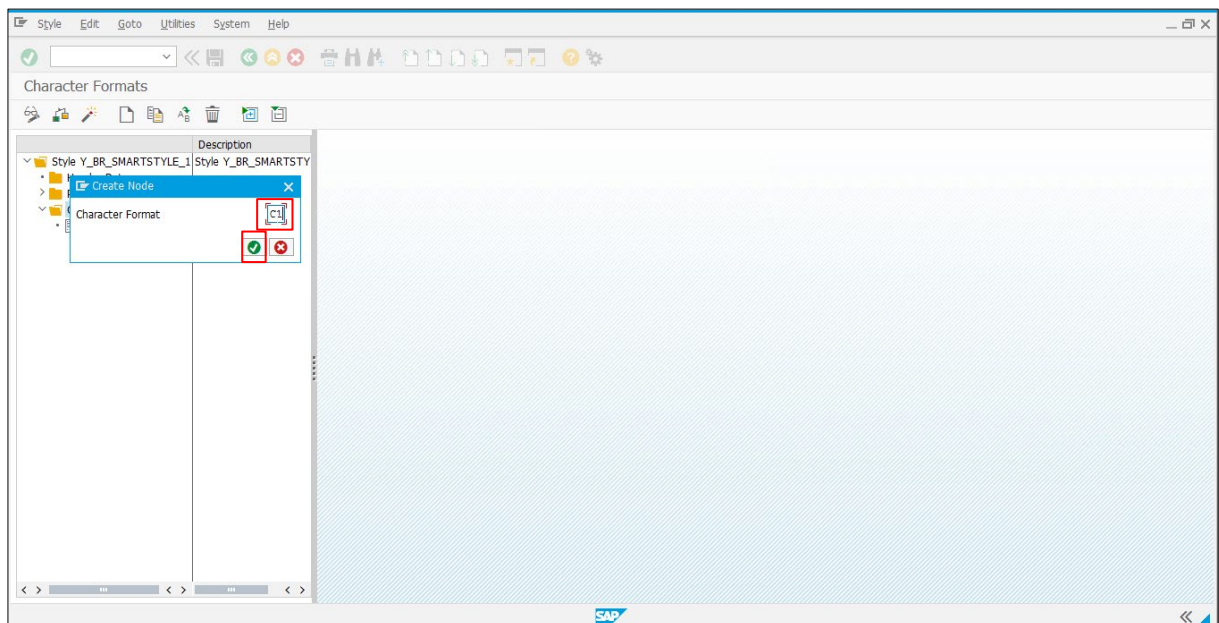 Style Edit Goto Utilities System Help
Character Formats
Description
Style Y_BR_SMARTSTYLE_1 Style Y_BR_SMARTSTY
Create Node
Character Format C1
SAP